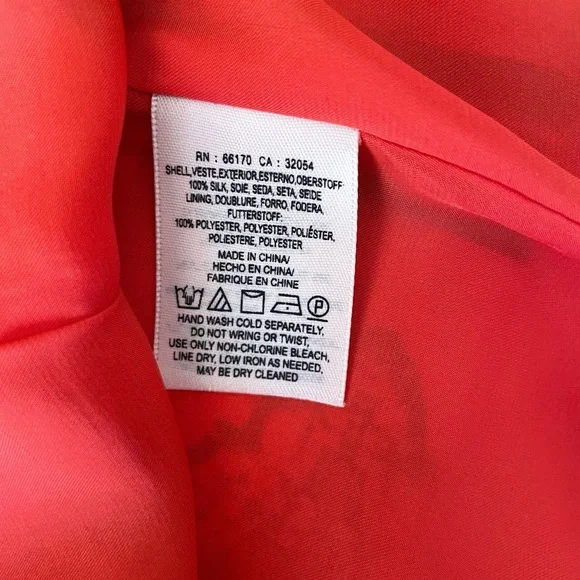 RN : 66170 CA : 32054
SHELL,VESTE,EXTERIOR,ESTERNO,OBERSTOFF
100% SILK, SOIE, SEDA, SETA, SEIDE
LINING, DOUBLURE, FORRO, FODERA,
FUTTERSTOFF:
100% POLYESTER, POLYESTER, POLIÉSTER,
POLIESTERE, POLYESTER
MADE IN CHINA/
HECHO EN CHINA/
FABRIQUE EN CHINE
P
HAND WASH COLD SEPARATELY.
DO NOT WRING OR TWIST,
USE ONLY NON-CHLORINE BLEACH,
LINE DRY, LOW IRON AS NEEDED.
MAY BE DRY CLEANED